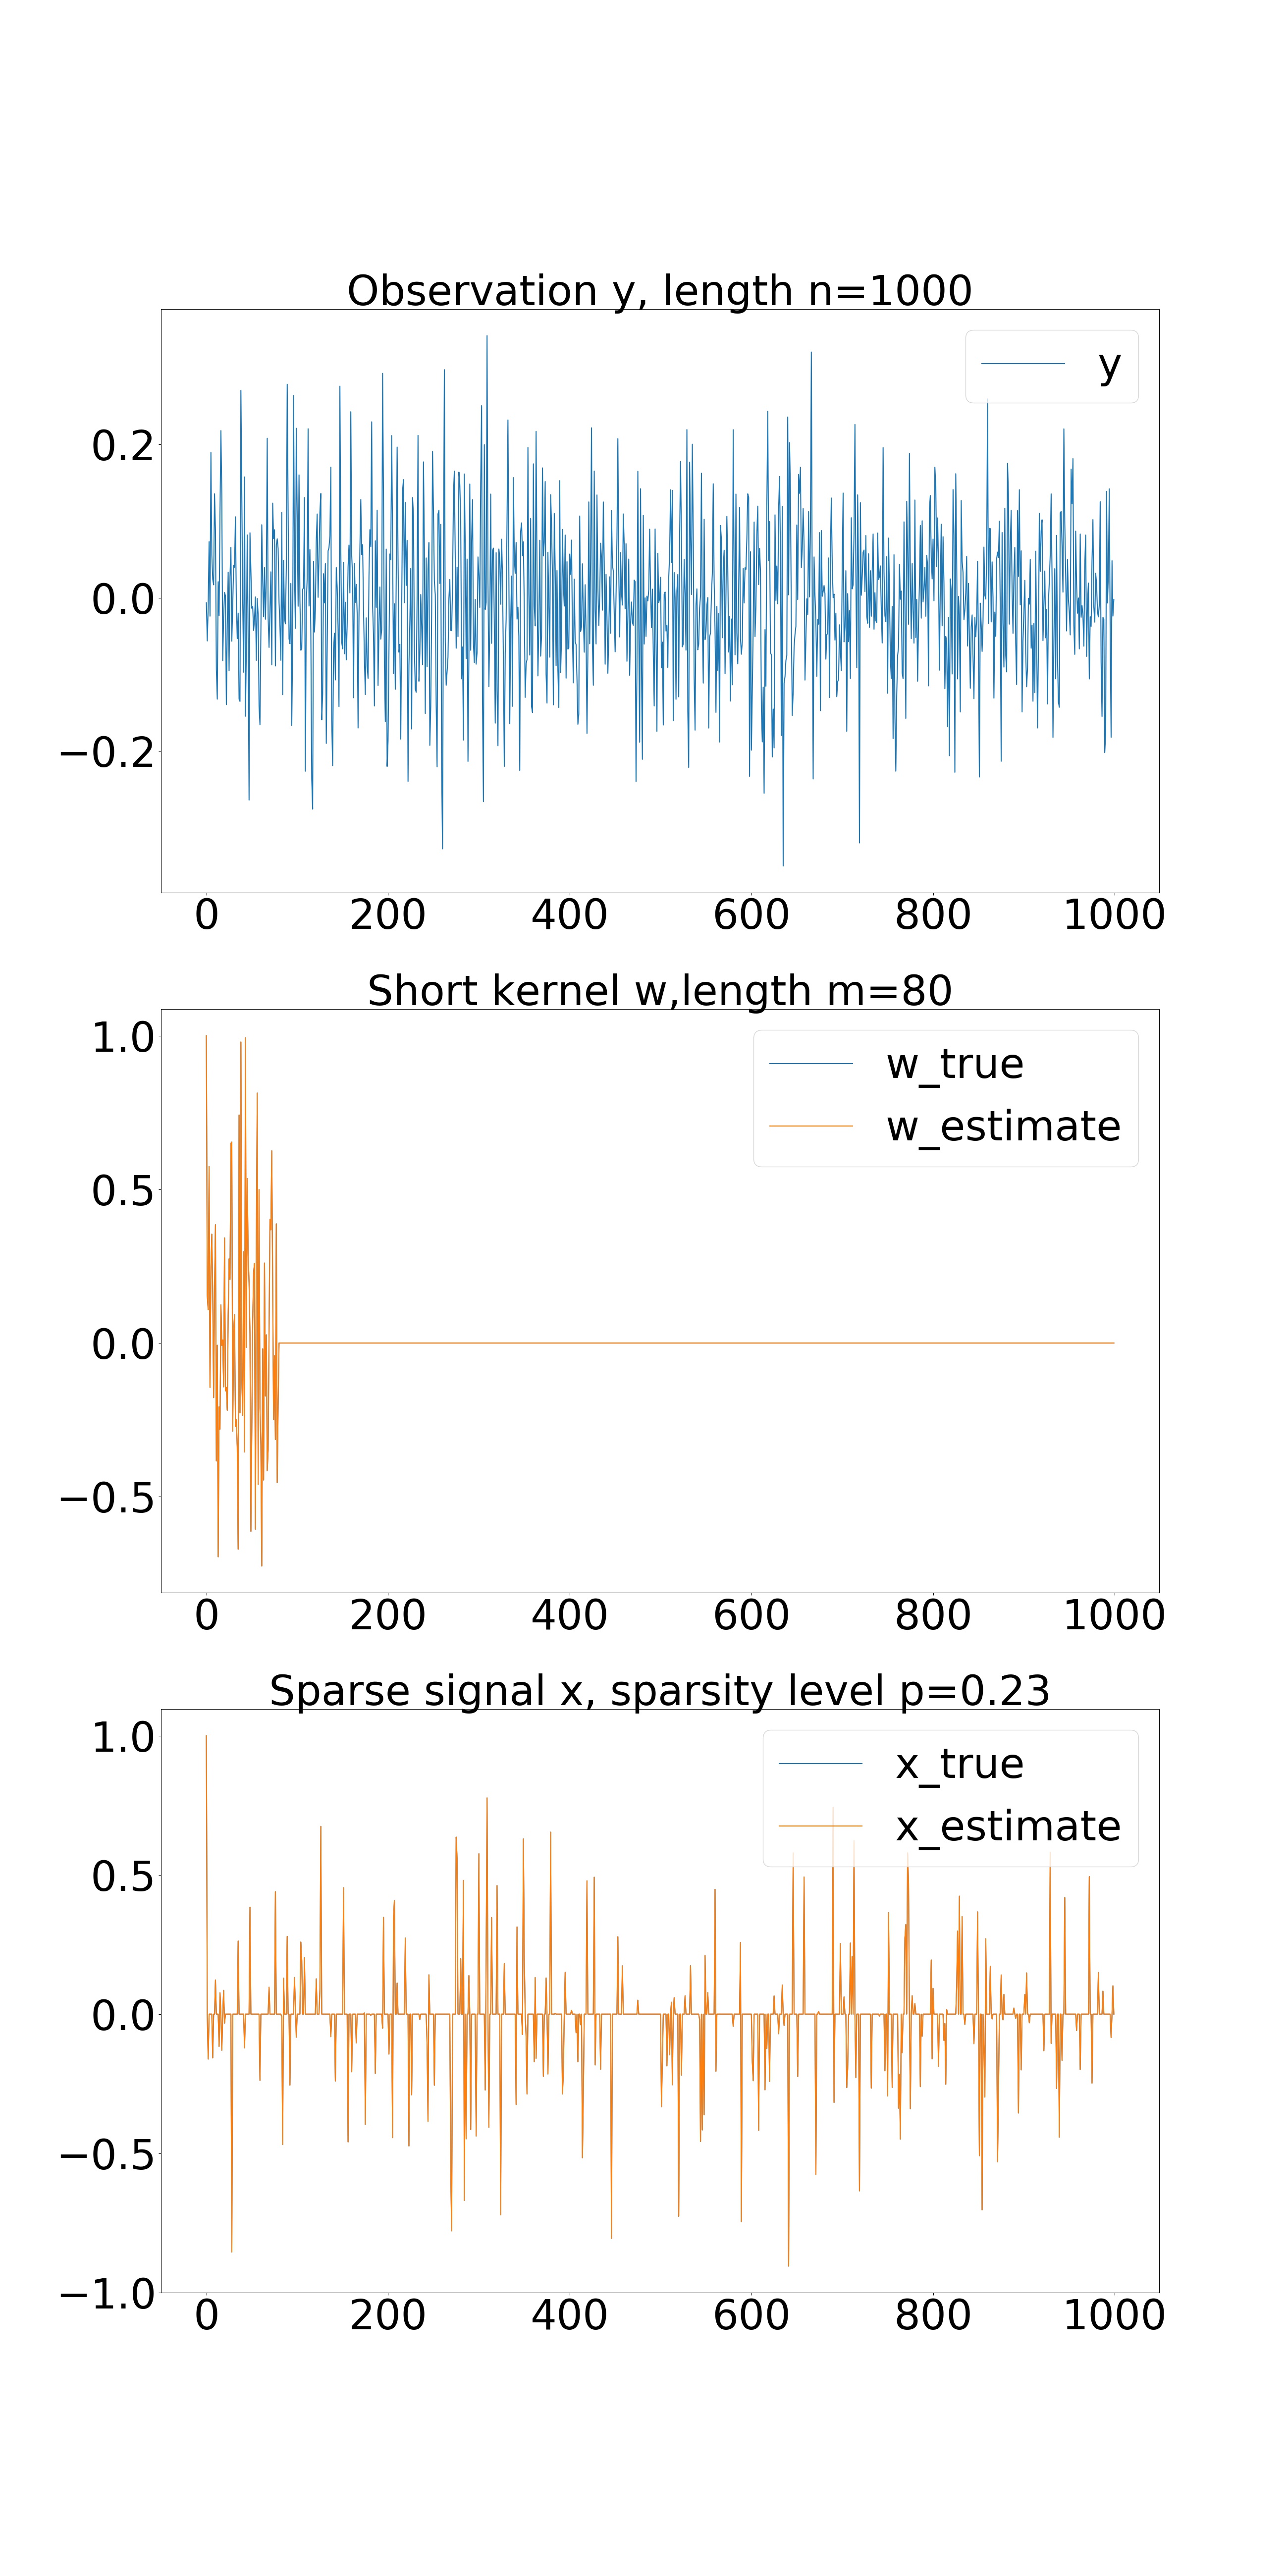 Observation y, length n=1000
y
0.2
0.0
−0.2
0 200 400 600 800 1000
Short kernel w,length m=80
w_true
w_estimate
1.0
0.5
0.0
−0.5
0 200 400 600 800 1000
Sparse signal x, sparsity level p=0.23
x_true
x_estimate
1.0
0.5
0.0
−0.5
−1.0
0 200 400 600 800 1000